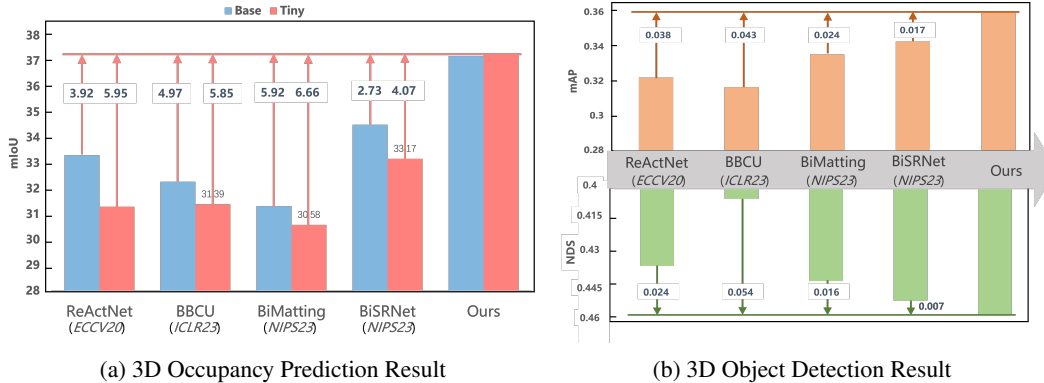 Base Tiny
38
37
36
35
34
33
32
31
30
29
28
mIoU
3.92 5.95 4.97 5.85 5.92 6.66 2.73 4.07
31.39
30.58
33.17
ReActNet BBCU BiMatting BiSRNet Ours
(ECCV20) (ICLR23) (NIPS23) (NIPS23)
(a) 3D Occupancy Prediction Result
0.36
0.36
0.32
0.3
0.28
mAP
0.038 0.043 0.024 0.017
ReActNet BBCU BiMatting BiSRNet Ours
(ECCV20) (ICLR23) (NIPS23) (NIPS23)
0.4
0.415
0.43
0.445
0.46
NDS
0.024 0.054 0.016 0.007
(b) 3D Object Detection Result